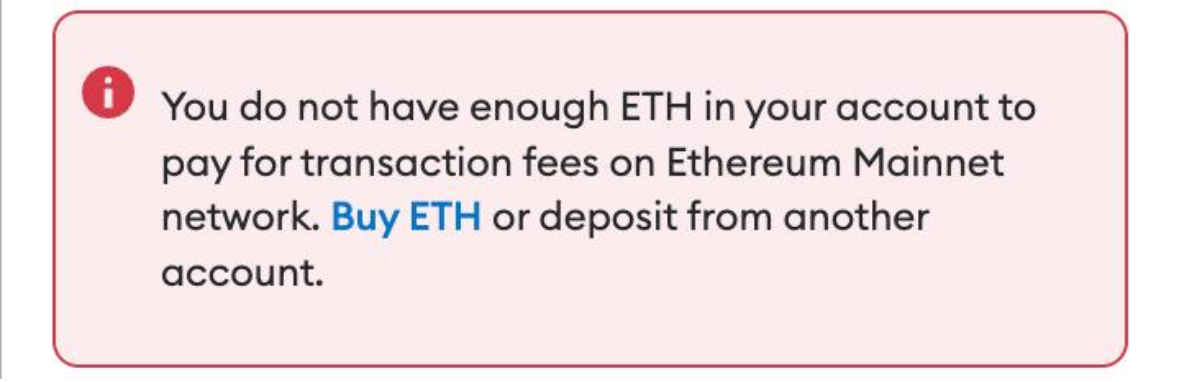 You do not have enough ETH in your account to
pay for transaction fees on Ethereum Mainnet
network. Buy ETH or deposit from another
account.